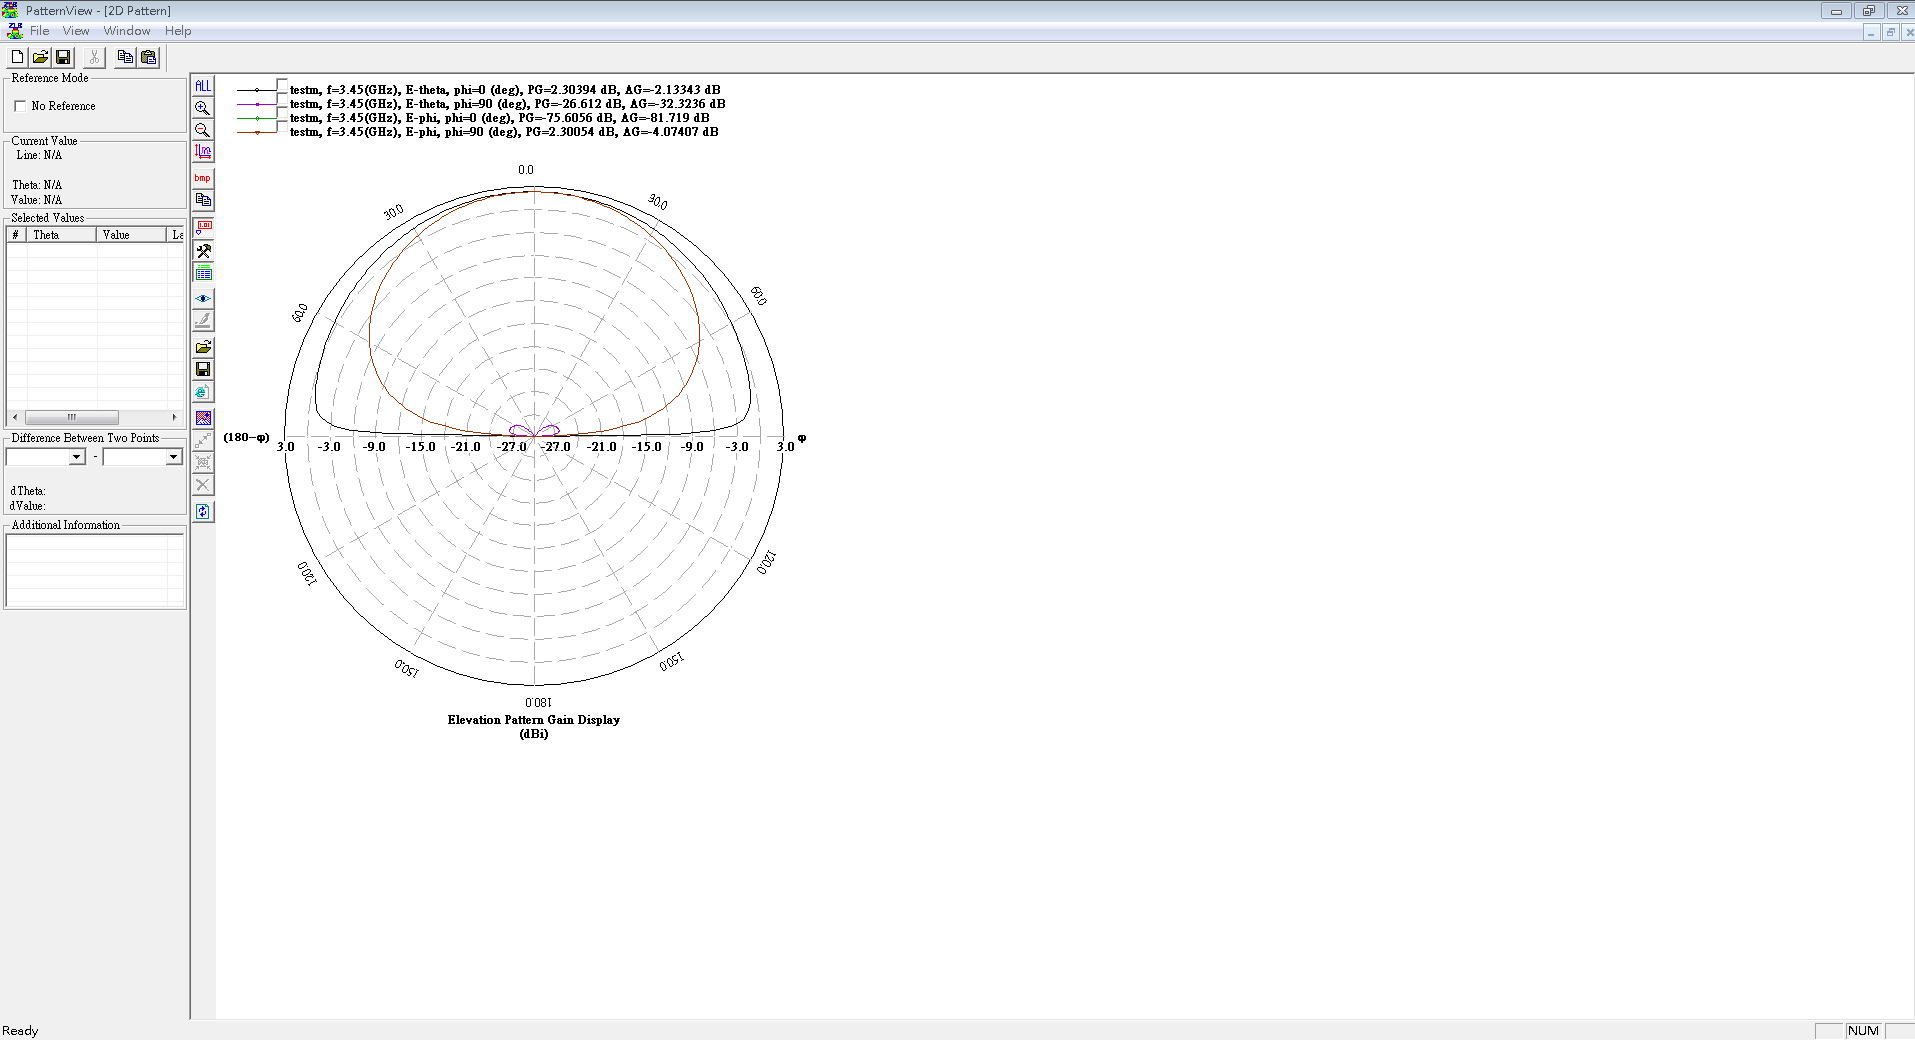 PatternView - [2D Pattern]
File View Window Help
Reference Mode
No Reference
Current Value
Line: N/A
Theta: N/A
Value: N/A
Selected Values
# Theta Value La
Difference Between Two Points
-
dTheta:
dValue:
Additional Information
ALL
bmp
testm, f=3.45(GHz), E-theta, phi=0 (deg), PG=2.30394 dB, AG=-2.13343 dB
testm, f=3.45(GHz), E-theta, phi=90 (deg), PG=-26.612 dB, AG=-32.3236 dB
testm, f=3.45(GHz), E-phi, phi=0 (deg), PG=-75.6056 dB, AG=-81.719 dB
testm, f=3.45(GHz), E-phi, phi=90 (deg), PG=2.30054 dB, AG=-4.07407 dB
0.0
30.0 30.0
60.0 60.0
(180-φ) φ
3.0 -3.0 -9.0 -15.0 -21.0 -27.0 -27.0 -21.0 -15.0 -9.0 -3.0 3.0
120.0 120.0
150.0 150.0
180.0
Elevation Pattern Gain Display
(dBi)
Ready
NUM